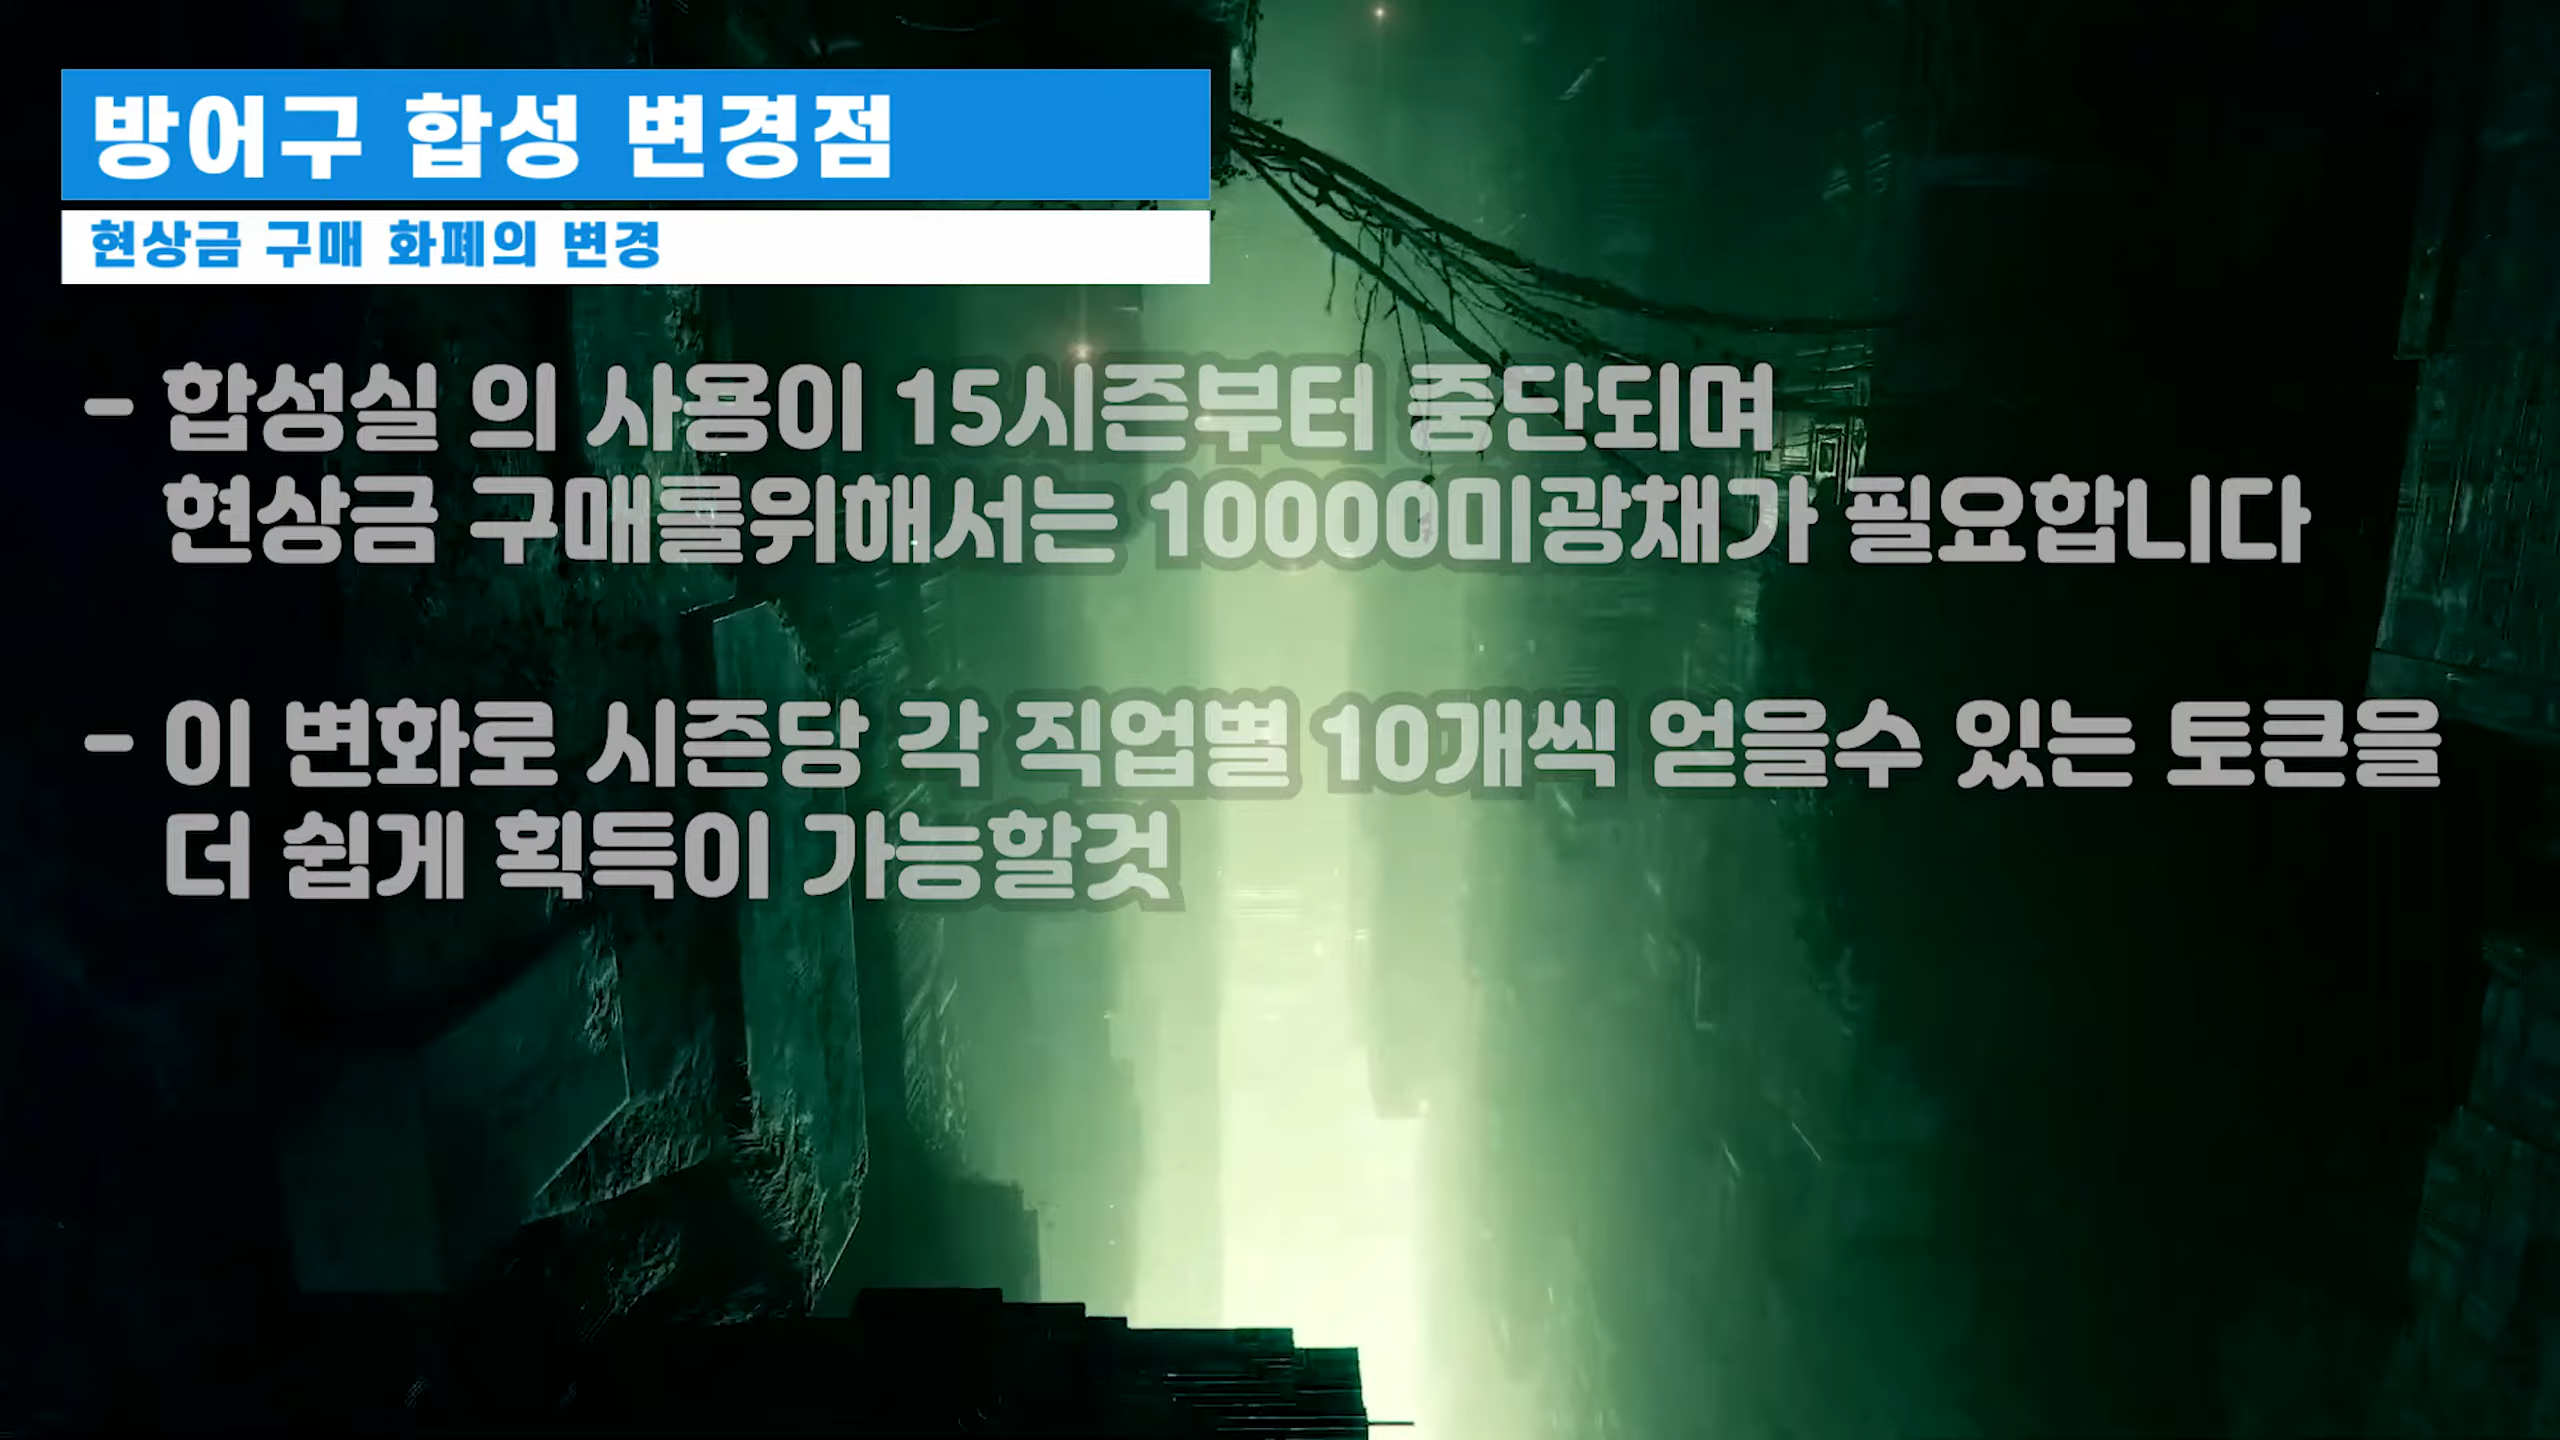 방어구 합성 변경점
현상금 구매 화폐의 변경
- 합성실 의 사용이 15시즌부터 중단되며
현상금 구매를위해서는 10000미광채가 필요합니다
- 이 변화로 시즌당 각 직업별 10개씩 얻을수 있는 토큰을
더 쉽게 획득이 가능할것